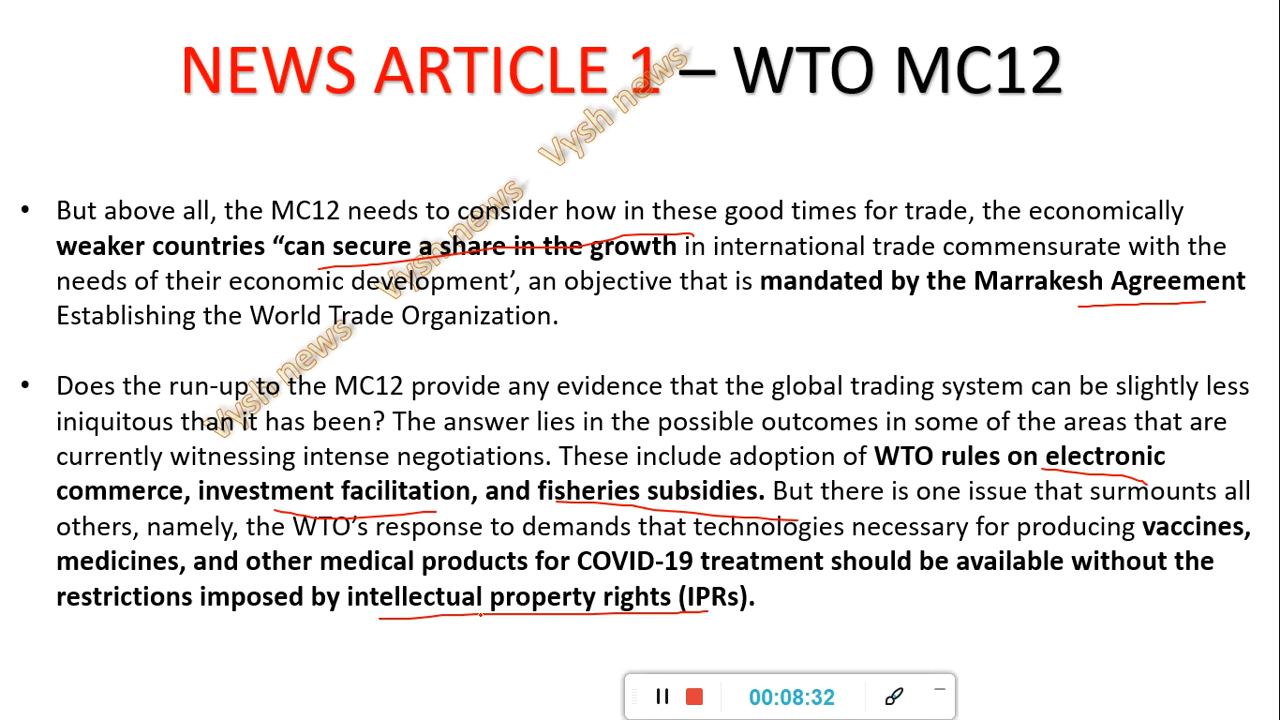 NEWS ARTICLE 1 – WTO MC12
Vysh news
Vysh news
Vysh news
• But above all, the MC12 needs to consider how in these good times for trade, the economically
weaker countries “can secure a share in the growth in international trade commensurate with the
needs of their economic development’, an objective that is mandated by the Marrakesh Agreement
Establishing the World Trade Organization.
• Does the run-up to the MC12 provide any evidence that the global trading system can be slightly less
iniquitous than it has been? The answer lies in the possible outcomes in some of the areas that are
currently witnessing intense negotiations. These include adoption of WTO rules on electronic
commerce, investment facilitation, and fisheries subsidies. But there is one issue that surmounts all
others, namely, the WTO’s response to demands that technologies necessary for producing vaccines,
medicines, and other medical products for COVID-19 treatment should be available without the
restrictions imposed by intellectual property rights (IPRs).
00:08:32